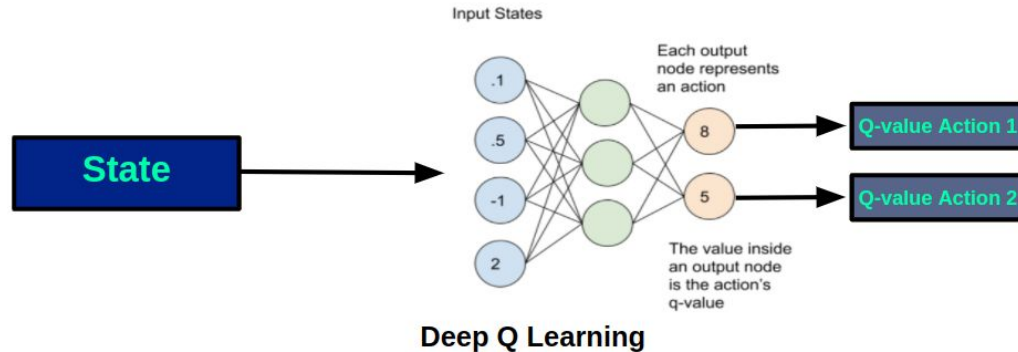 Input States
.1
.5
-1
2
State
Each output
node represents
an action
8
5
Q-value Action 1
Q-value Action 2
The value inside
an output node
is the action's
q-value
Deep Q Learning